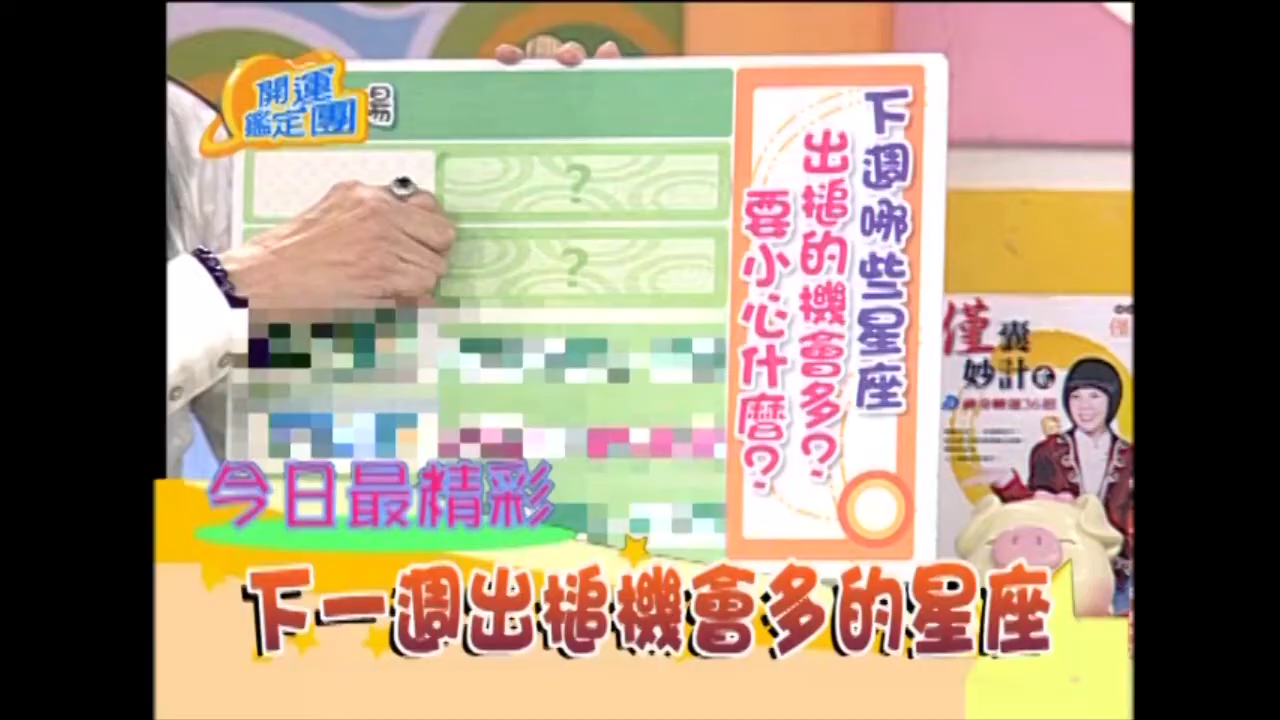 開運
鑑定團
易
?
?
下週哪些星座
出槌的機會多?
要小心什麼?
僅囊
妙計
今日最精彩
下一週出槌機會多的星座